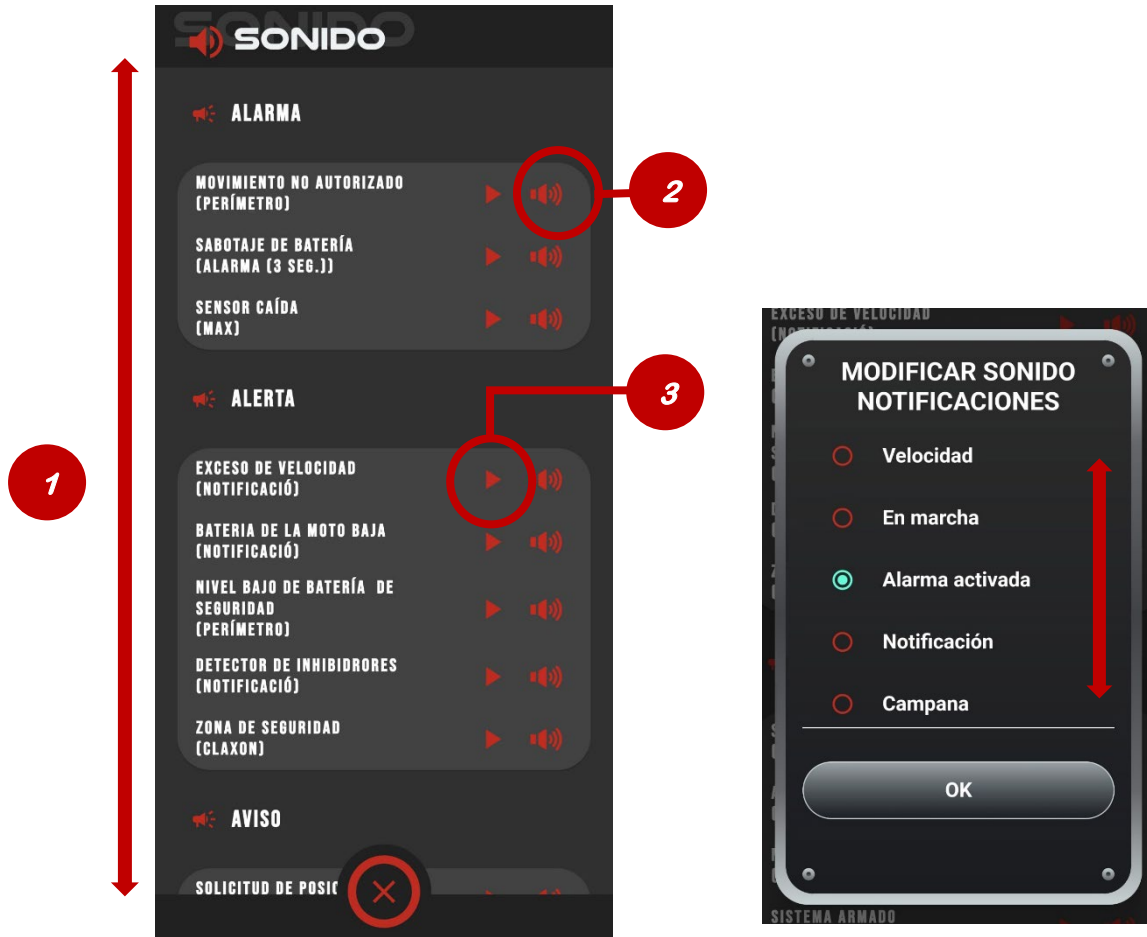 SONIDO
ALARMA
MOVIMIENTO NO AUTORIZADO
(PERÍMETRO)
2
SABOTAJE DE BATERÍA
(ALARMA (3 SEG.))
SENSOR CAÍDA
(MAX)
ALERTA
3
EXCESO DE VELOCIDAD
(NOTIFICACIÓ)
1
BATERIA DE LA MOTO BAJA
(NOTIFICACIÓ)
NIVEL BAJO DE BATERÍA DE
SEGURIDAD
(PERÍMETRO)
DETECTOR DE INHIBIDRORES
(NOTIFICACIÓ)
ZONA DE SEGURIDAD
(CLAXON)
AVISO
SOLICITUD DE
EXCESO DE VELOCIDAD
MODIFICAR SONIDO
NOTIFICACIONES
Velocidad
En marcha
Alarma activada
Notificación
Campana
OK
SISTEMA ARMADO